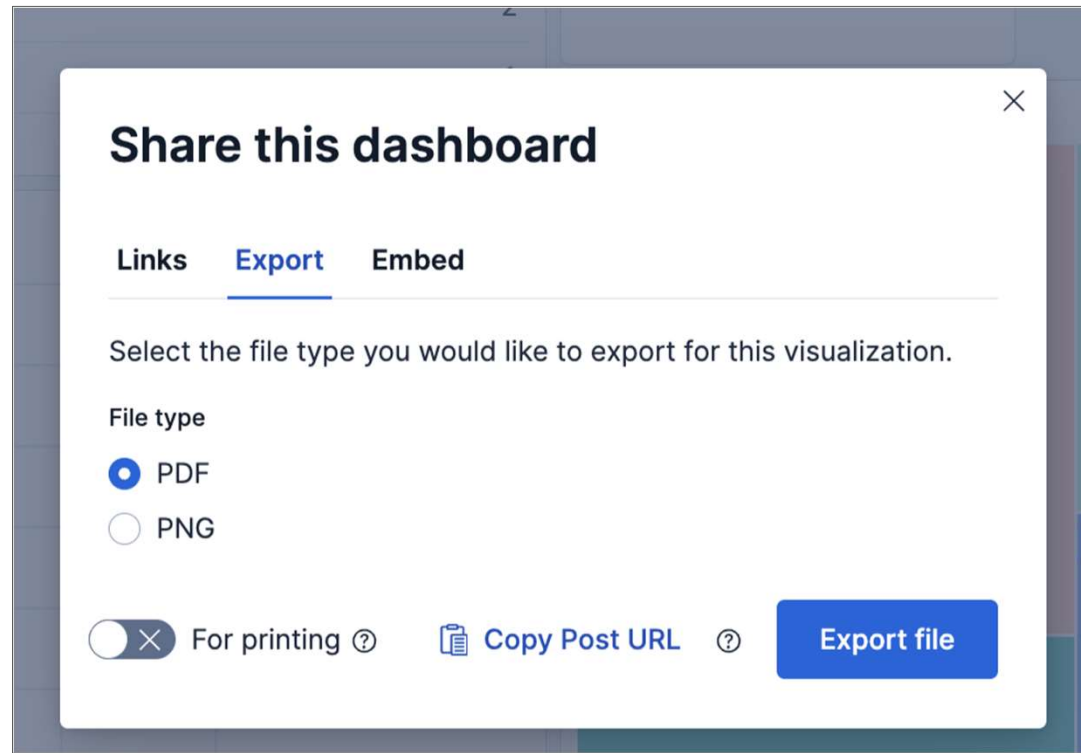 Share this dashboard
Links Export Embed
Select the file type you would like to export for this visualization.
File type
PDF
PNG
For printing Copy Post URL Export file